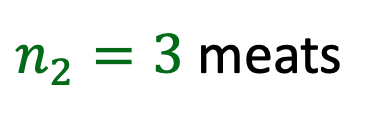 n₂ = 3 meats